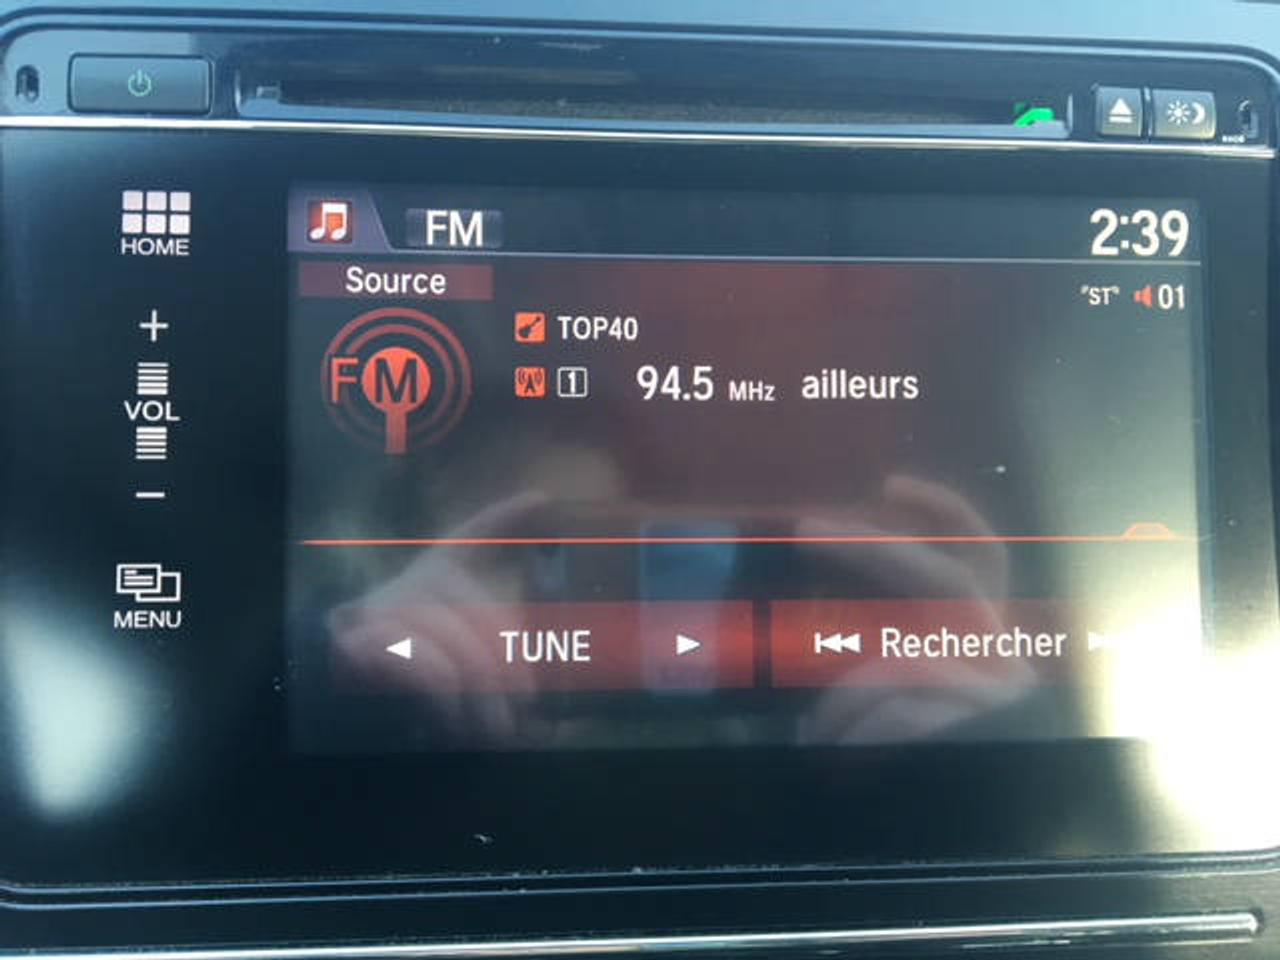 HOME
FM
2:39
Source
"ST" 01
TOP40
FM
1 94.5 MHz ailleurs
+
VOL
−
MENU
TUNE
Rechercher